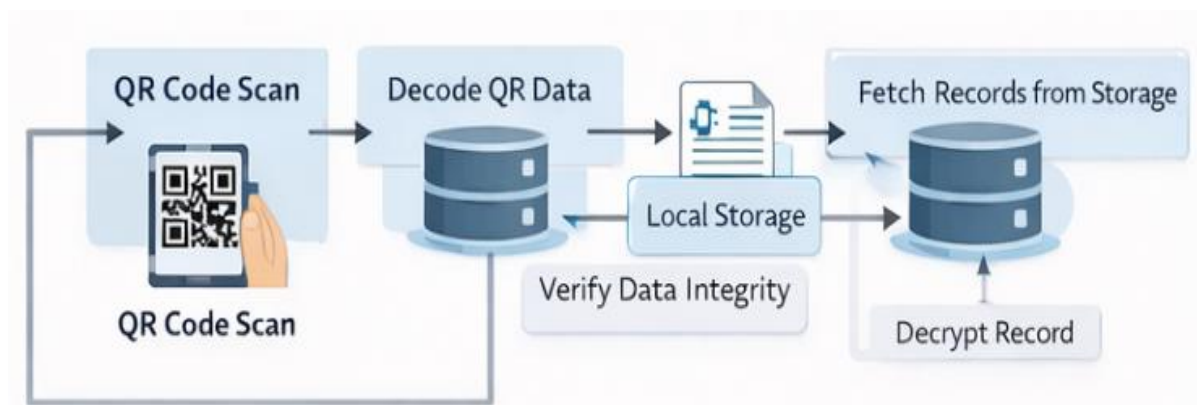 QR Code Scan
Decode QR Data
Fetch Records from Storage
Local Storage
Verify Data Integrity
QR Code Scan
Decrypt Record